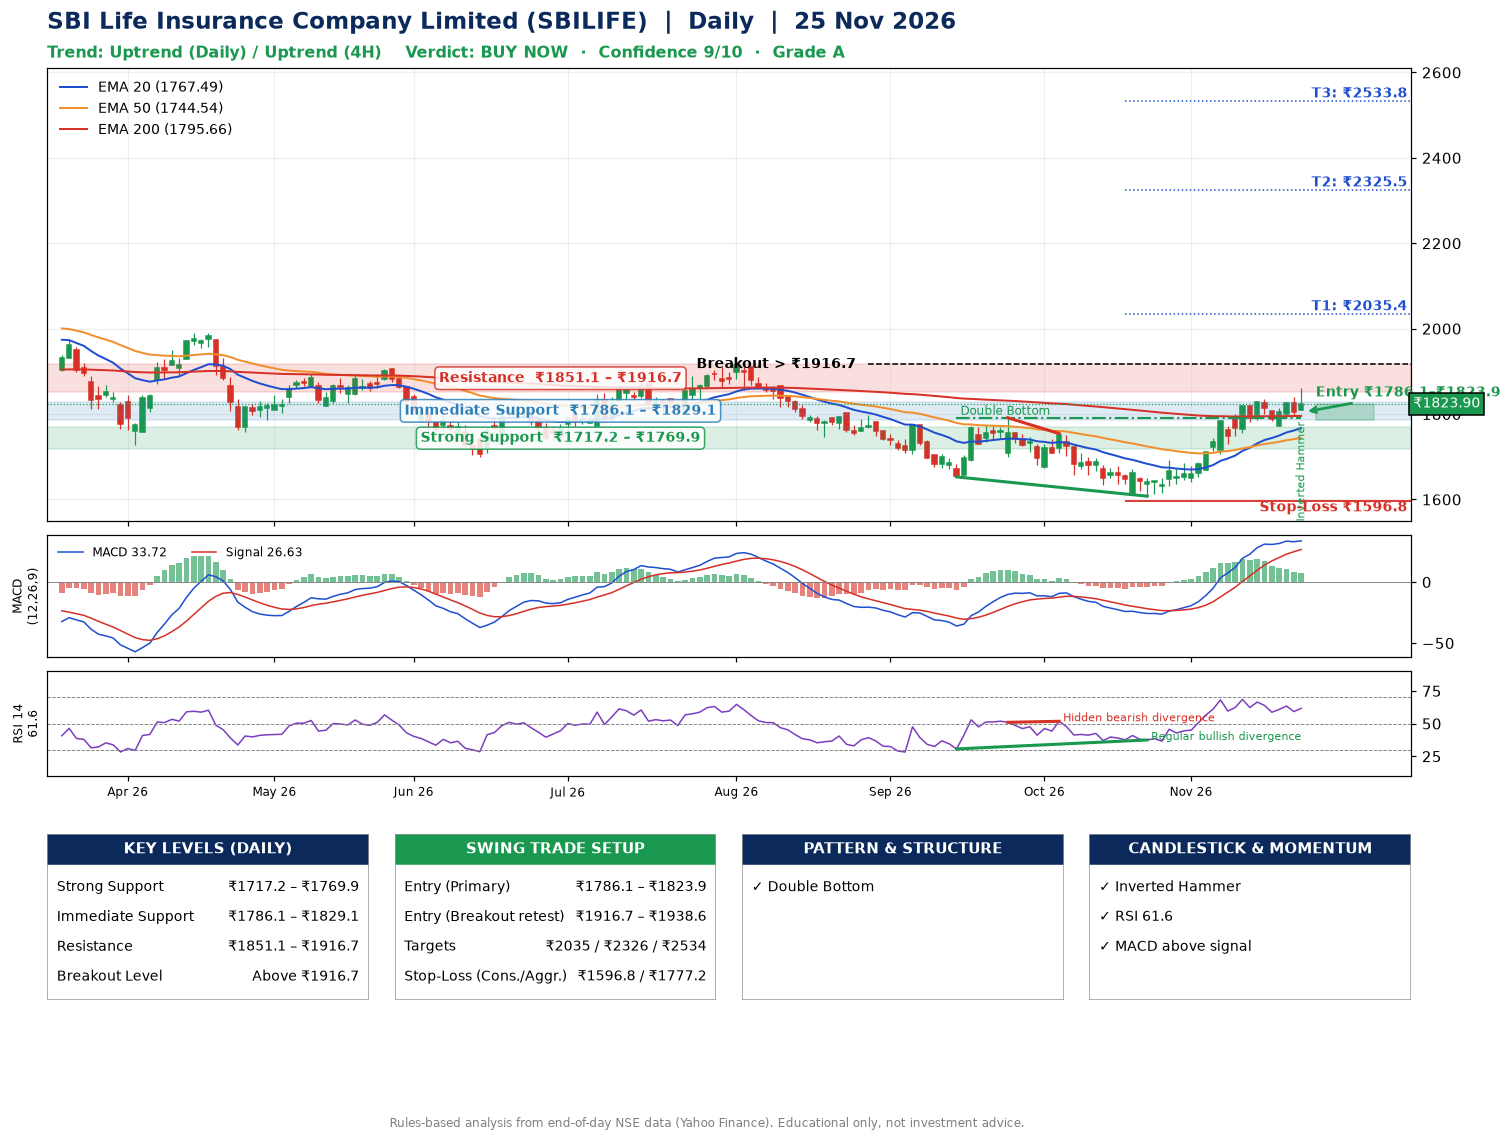 SBI Life Insurance Company Limited (SBILIFE) | Daily | 25 Nov 2026
Trend: Uptrend (Daily) / Uptrend (4H) Verdict: BUY NOW · Confidence 9/10 · Grade A
EMA 20 (1767.49)
EMA 50 (1744.54)
EMA 200 (1795.66)
2600
T3: ₹2533.8
2400
T2: ₹2325.5
2200
T1: ₹2035.4
2000
Breakout > ₹1916.7
Resistance ₹1851.1 – ₹1916.7
Entry ₹1786.1–₹1823.9
₹1823.90
Immediate Support ₹1786.1 – ₹1829.1
Double Bottom
1800
Strong Support ₹1717.2 – ₹1769.9
Inverted Hammer
1600
Stop-Loss ₹1596.8
MACD 33.72 Signal 26.63
MACD
(12,26,9)
0
−50
RSI 14
61.6
75
Hidden bearish divergence
50
Regular bullish divergence
25
Apr 26 May 26 Jun 26 Jul 26 Aug 26 Sep 26 Oct 26 Nov 26
KEY LEVELS (DAILY)
Strong Support ₹1717.2 – ₹1769.9
Immediate Support ₹1786.1 – ₹1829.1
Resistance ₹1851.1 – ₹1916.7
Breakout Level Above ₹1916.7
SWING TRADE SETUP
Entry (Primary) ₹1786.1 – ₹1823.9
Entry (Breakout retest) ₹1916.7 – ₹1938.6
Targets ₹2035 / ₹2326 / ₹2534
Stop-Loss (Cons./Aggr.) ₹1596.8 / ₹1777.2
PATTERN & STRUCTURE
✓ Double Bottom
CANDLESTICK & MOMENTUM
✓ Inverted Hammer
✓ RSI 61.6
✓ MACD above signal
Rules-based analysis from end-of-day NSE data (Yahoo Finance). Educational only, not investment advice.